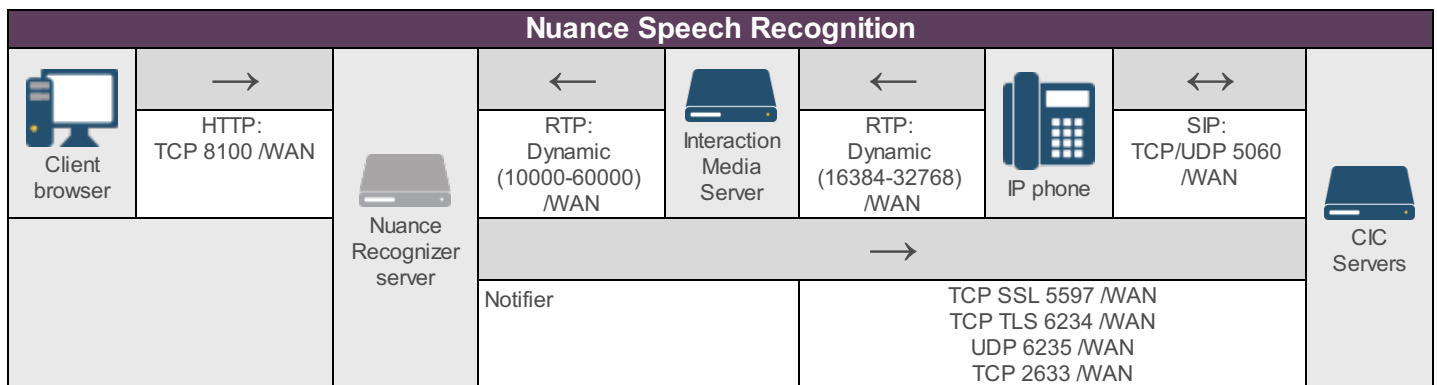 Nuance Speech Recognition
→
←
←
↔
Client
browser
HTTP:
TCP 8100 /WAN
Nuance
Recognizer
server
RTP:
Dynamic
(10000-60000)
/WAN
Interaction
Media
Server
RTP:
Dynamic
(16384-32768)
/WAN
IP phone
SIP:
TCP/UDP 5060
/WAN
CIC
Servers
→
Notifier
TCP SSL 5597 /WAN
TCP TLS 6234 /WAN
UDP 6235 /WAN
TCP 2633 /WAN